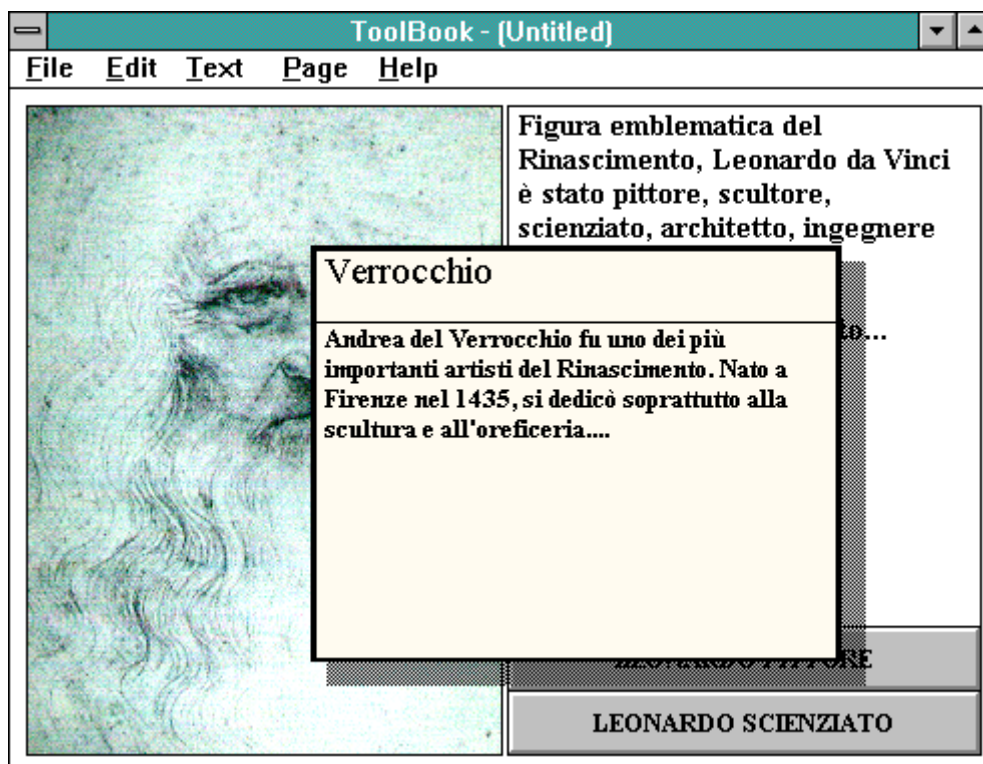 ToolBook - (Untitled)
File Edit Text Page Help
Figura emblematica del
Rinascimento, Leonardo da Vinci
è stato pittore, scultore,
scienziato, architetto, ingegnere
Verrocchio
Andrea del Verrocchio fu uno dei più
importanti artisti del Rinascimento. Nato a
Firenze nel 1435, si dedicò soprattutto alla
scultura e all'oreficeria....
LEONARDO PITTORE
LEONARDO SCIENZIATO